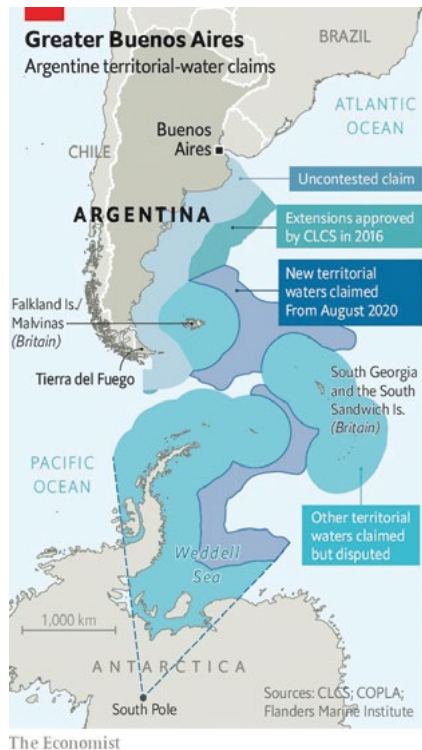 Greater Buenos Aires
Argentine territorial-water claims
BRAZIL
ATLANTIC
OCEAN
Buenos
Aires
CHILE
Uncontested claim
ARGENTINA
Extensions approved
by CLCS in 2016
New territorial
waters claimed
From August 2020
Falkland Is./
Malvinas
(Britain)
Tierra del Fuego
South Georgia
and the South
Sandwich Is.
(Britain)
PACIFIC
OCEAN
Other territorial
waters claimed
but disputed
Weddell
Sea
1,000 km
ANTARCTICA
South Pole
Sources: CLCS; COPLA;
Flanders Marine Institute
The Economist